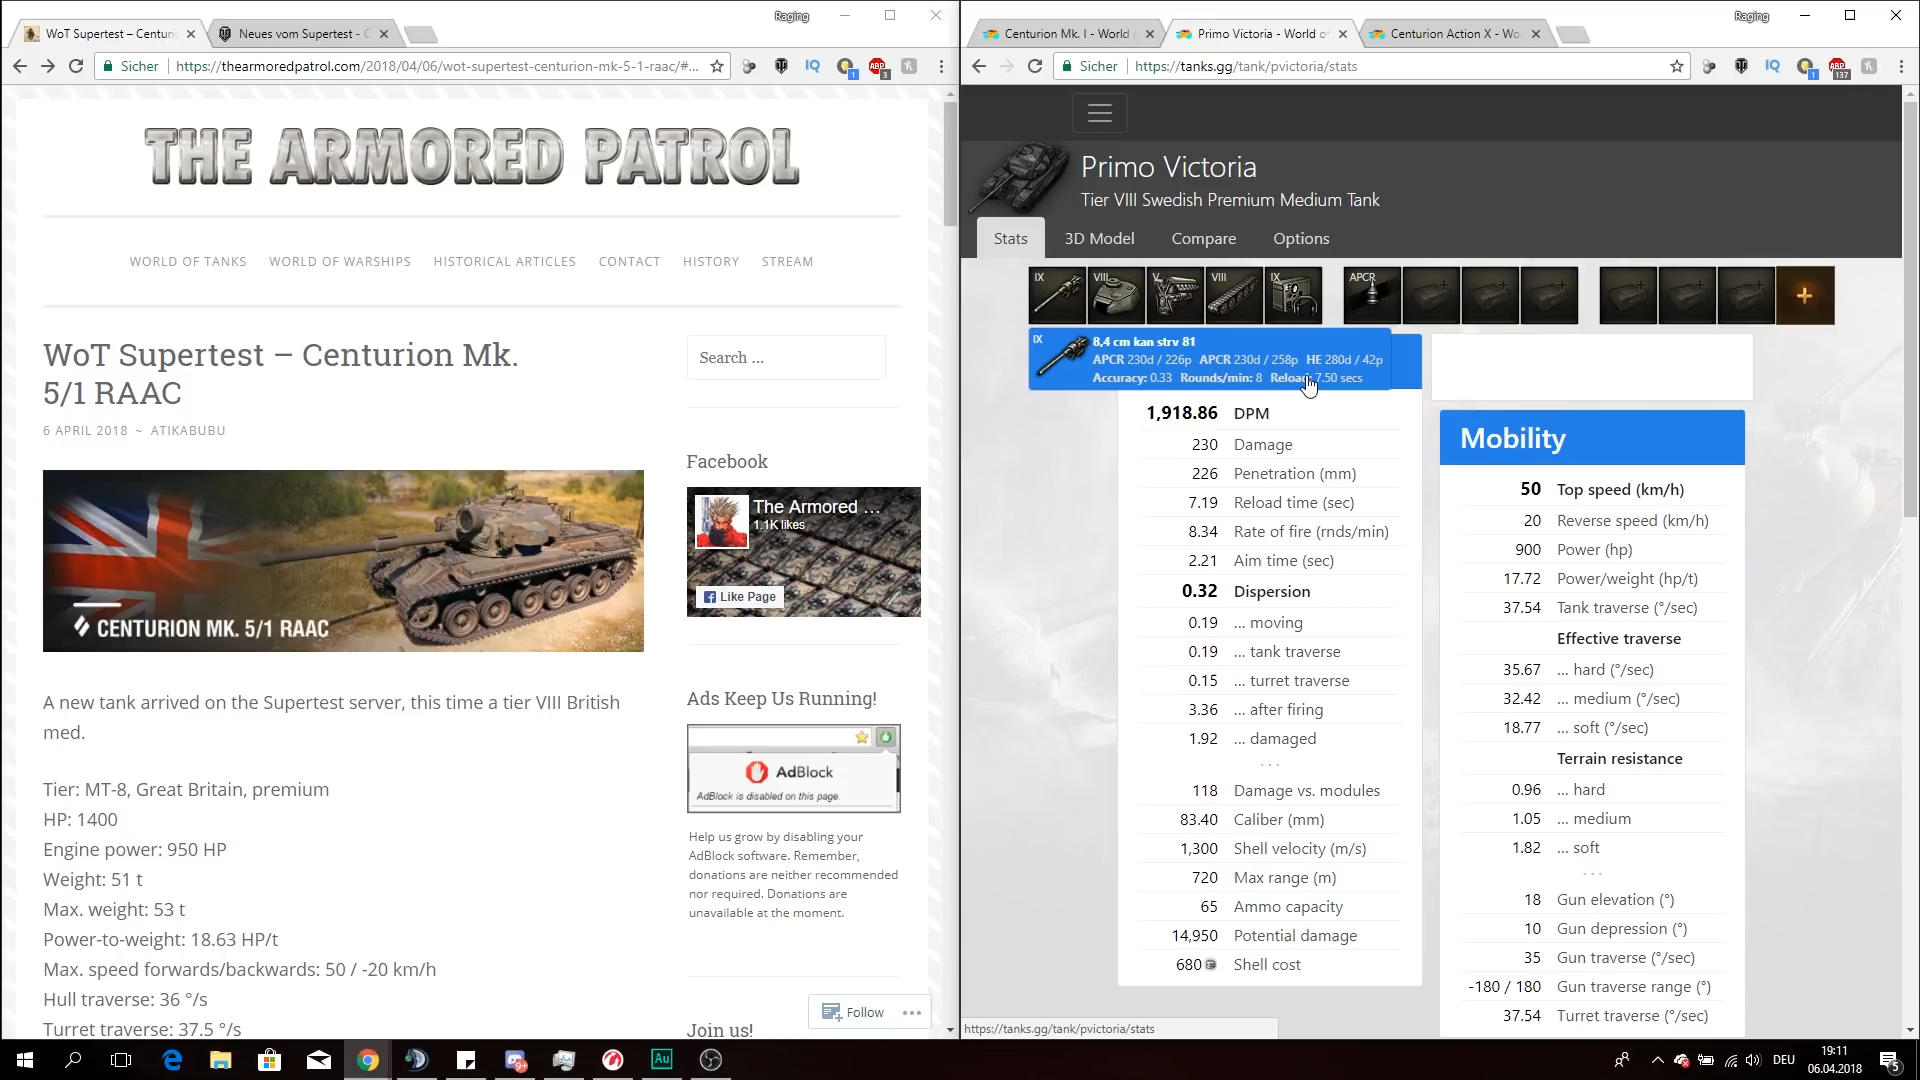 Raging
WoT Supertest – Centuri
Neues vom Supertest - C
Sicher
https://thearmoredpatrol.com/2018/04/06/wot-supertest-centurion-mk-5-1-raac/#...
IQ
1
ABP
3
THE ARMORED PATROL
WORLD OF TANKS
WORLD OF WARSHIPS
HISTORICAL ARTICLES
CONTACT
HISTORY
STREAM
WoT Supertest – Centurion Mk.
5/1 RAAC
6 APRIL 2018 ~ ATIKABUBU
CENTURION MK. 5/1 RAAC
A new tank arrived on the Supertest server, this time a tier VIII British
med.
Tier: MT-8, Great Britain, premium
HP: 1400
Engine power: 950 HP
Weight: 51 t
Max. weight: 53 t
Power-to-weight: 18.63 HP/t
Max. speed forwards/backwards: 50 / -20 km/h
Hull traverse: 36 °/s
Turret traverse: 37.5 °/s
Search ...
Facebook
The Armored ...
1.1K likes
Like Page
Ads Keep Us Running!
AdBlock
AdBlock is disabled on this page.
Help us grow by disabling your
AdBlock software. Remember,
donations are neither recommended
nor required. Donations are
unavailable at the moment.
Join us!
Follow
Raging
Centurion Mk. I - World
Primo Victoria - World o
Centurion Action X - Wo
Sicher
https://tanks.gg/tank/pvictoria/stats
IQ
1
ABP
137
Primo Victoria
Tier VIII Swedish Premium Medium Tank
Stats
3D Model
Compare
Options
IX
VIII
V
VIII
IX
APCR
IX
8,4 cm kan strv 81
APCR 230d / 226p APCR 230d / 258p HE 280d / 42p
Accuracy: 0.33 Rounds/min: 8 Reload: 7.50 secs
1,918.86 DPM
230 Damage
226 Penetration (mm)
7.19 Reload time (sec)
8.34 Rate of fire (rnds/min)
2.21 Aim time (sec)
0.32 Dispersion
0.19 ... moving
0.19 ... tank traverse
0.15 ... turret traverse
3.36 ... after firing
1.92 ... damaged
...
118 Damage vs. modules
83.40 Caliber (mm)
1,300 Shell velocity (m/s)
720 Max range (m)
65 Ammo capacity
14,950 Potential damage
680 Shell cost
Mobility
50 Top speed (km/h)
20 Reverse speed (km/h)
900 Power (hp)
17.72 Power/weight (hp/t)
37.54 Tank traverse (°/sec)
Effective traverse
35.67 ... hard (°/sec)
32.42 ... medium (°/sec)
18.77 ... soft (°/sec)
Terrain resistance
0.96 ... hard
1.05 ... medium
1.82 ... soft
...
18 Gun elevation (°)
10 Gun depression (°)
35 Gun traverse (°/sec)
-180 / 180 Gun traverse range (°)
37.54 Turret traverse (°/sec)
https://tanks.gg/tank/pvictoria/stats
9+
Au
DEU
19:11
06.04.2018
5